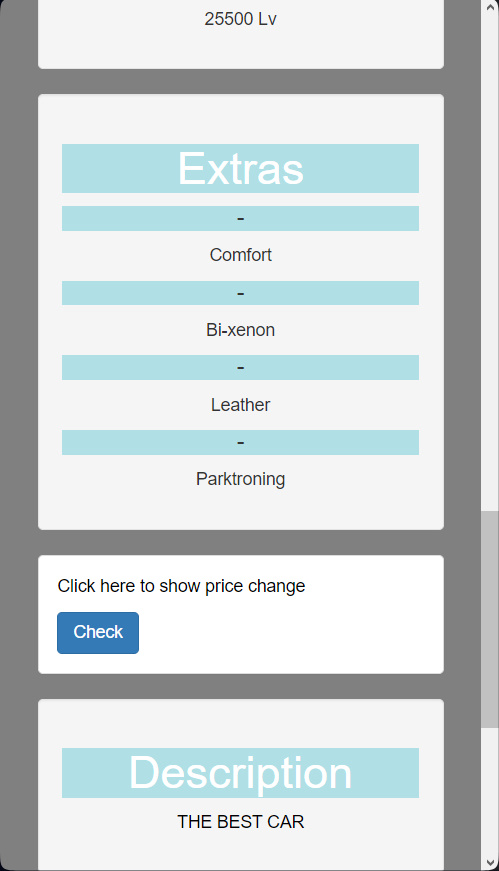 25500 Lv
Extras
-
Comfort
-
Bi-xenon
-
Leather
-
Parktroning
Click here to show price change
Check
Description
THE BEST CAR